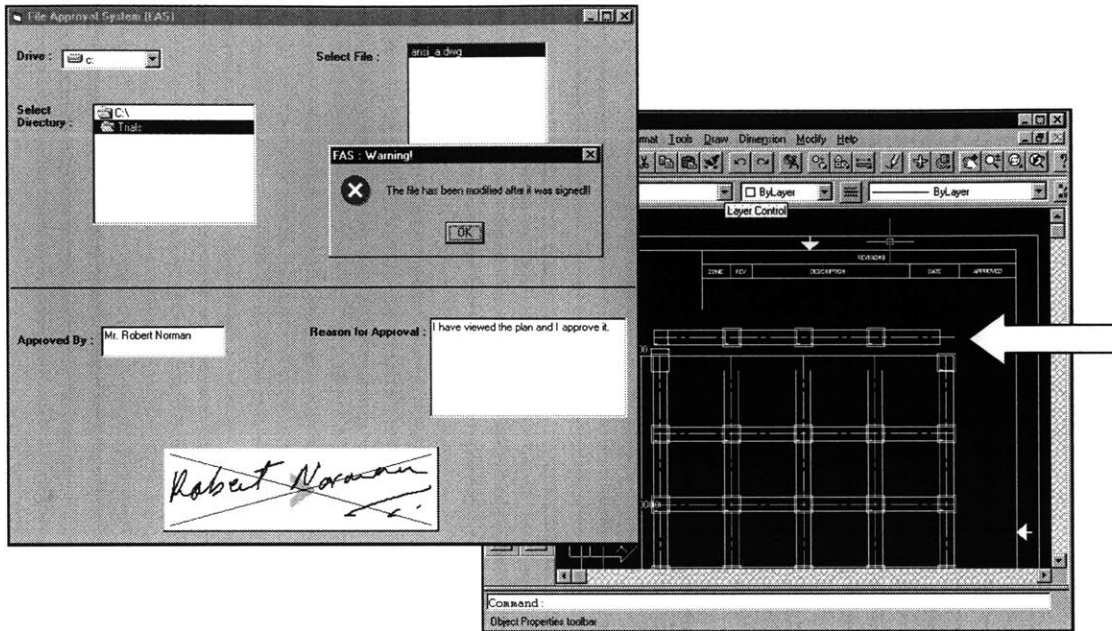 File Approval System [FAS]
Drive :
c:
Select File :
ansi_a.dwg
Select
Directory :
C:\
Trials
FAS : Warning!
The file has been modified after it was signed!!
OK
Approved By :
Mr. Robert Norman
Reason for Approval :
I have viewed the plan and I approve it.
Robert Norman
rmat Tools Draw Dimension Modify Help
ByLayer
ByLayer
Layer Control
REVISIONS
ZONE REV DESCRIPTION DATE APPROVED
Command :
Object Properties toolbar